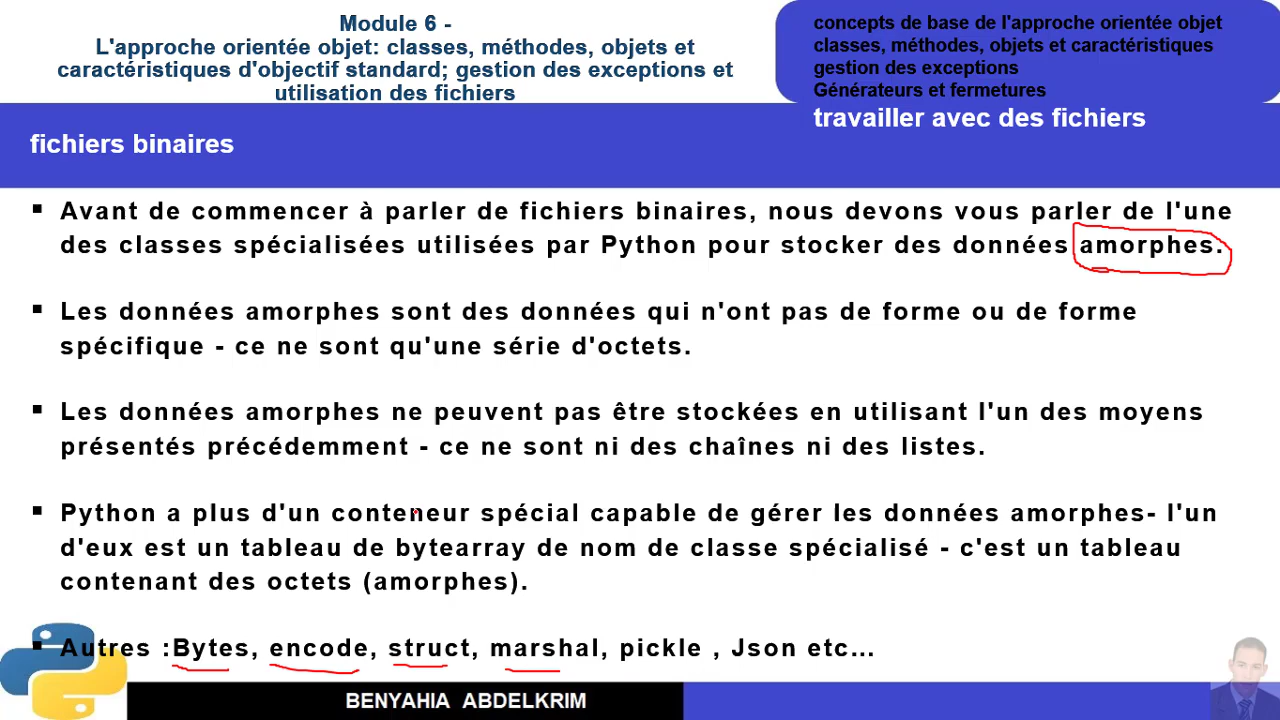 Module 6 -
L'approche orientée objet: classes, méthodes, objets et
caractéristiques d'objectif standard; gestion des exceptions et
utilisation des fichiers
concepts de base de l'approche orientée objet
classes, méthodes, objets et caractéristiques
gestion des exceptions
Générateurs et fermetures
travailler avec des fichiers
fichiers binaires
▪ Avant de commencer à parler de fichiers binaires, nous devons vous parler de l'une
des classes spécialisées utilisées par Python pour stocker des données amorphes.
▪ Les données amorphes sont des données qui n'ont pas de forme ou de forme
spécifique - ce ne sont qu'une série d'octets.
▪ Les données amorphes ne peuvent pas être stockées en utilisant l'un des moyens
présentés précédemment - ce ne sont ni des chaînes ni des listes.
▪ Python a plus d'un conteneur spécial capable de gérer les données amorphes- l'un
d'eux est un tableau de bytearray de nom de classe spécialisé - c'est un tableau
contenant des octets (amorphes).
▪ Autres :Bytes, encode, struct, marshal, pickle , Json etc...
BENYAHIA ABDELKRIM